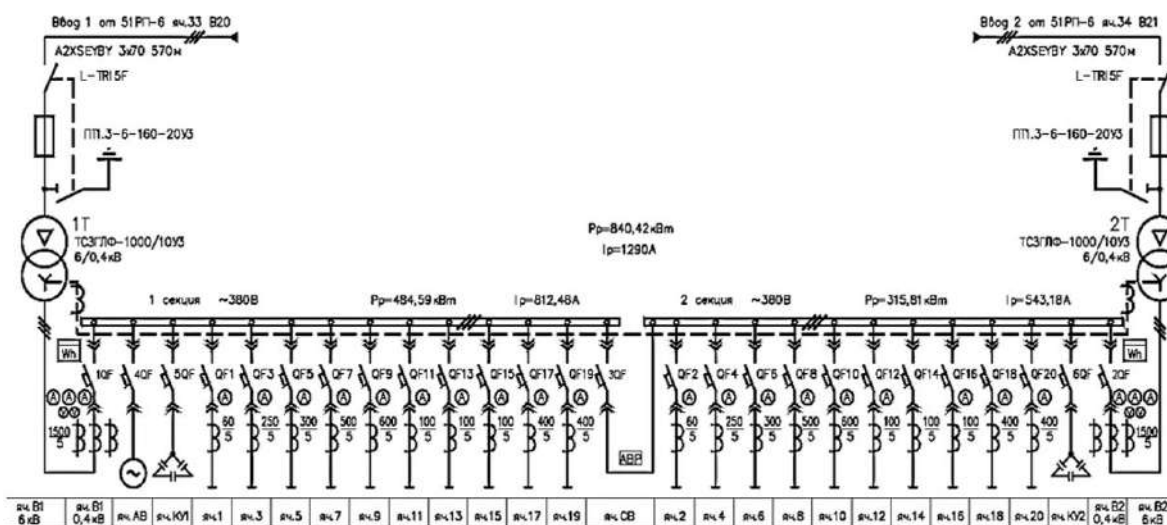 Ввод 1 от 51РП-6 яч.33 В20
Ввод 2 от 51РП-6 яч.34 В21
A2XSEYBY 3x70 570м
A2XSEYBY 3x70 570м
L-TRI5F
L-TRI5F
ПП1.3-6-160-20У3
ПП1.3-6-160-20У3
1Т
ТСЗГЛФ-1000/10У3
6/0,4кВ
Рр=840,42кВт
Iр=1290А
2Т
ТСЗГЛФ-1000/10У3
6/0,4кВ
1 секция ~380В Рр=484,59кВт Iр=812,48А
2 секция ~380В Рр=315,81кВт Iр=543,18А
Wh Wh
1QF 4QF 5QF QF1 QF3 QF5 QF7 QF9 QF11 QF13 QF15 QF17 QF19 3QF QF2 QF4 QF6 QF8 QF10 QF12 QF14 QF16 QF18 QF20 6QF 2QF
A A A A A A A A A A A A A A A A A A A A A A A A A A
V V V V
1500 60 250 300 500 600 100 100 100 400 400 60 250 300 500 600 100 100 100 400 400 1500
5 5 5 5 5 5 5 5 5 5 5 5 5 5 5 5 5 5 5 5 5 5
АВР
яч.В1 яч.В1 яч.АВ яч.КУ1 яч.1 яч.3 яч.5 яч.7 яч.9 яч.11 яч.13 яч.15 яч.17 яч.19 яч.СВ яч.2 яч.4 яч.6 яч.8 яч.10 яч.12 яч.14 яч.16 яч.18 яч.20 яч.КУ2 яч.В2 яч.В2
6кВ 0,4кВ 0,4кВ 6кВ